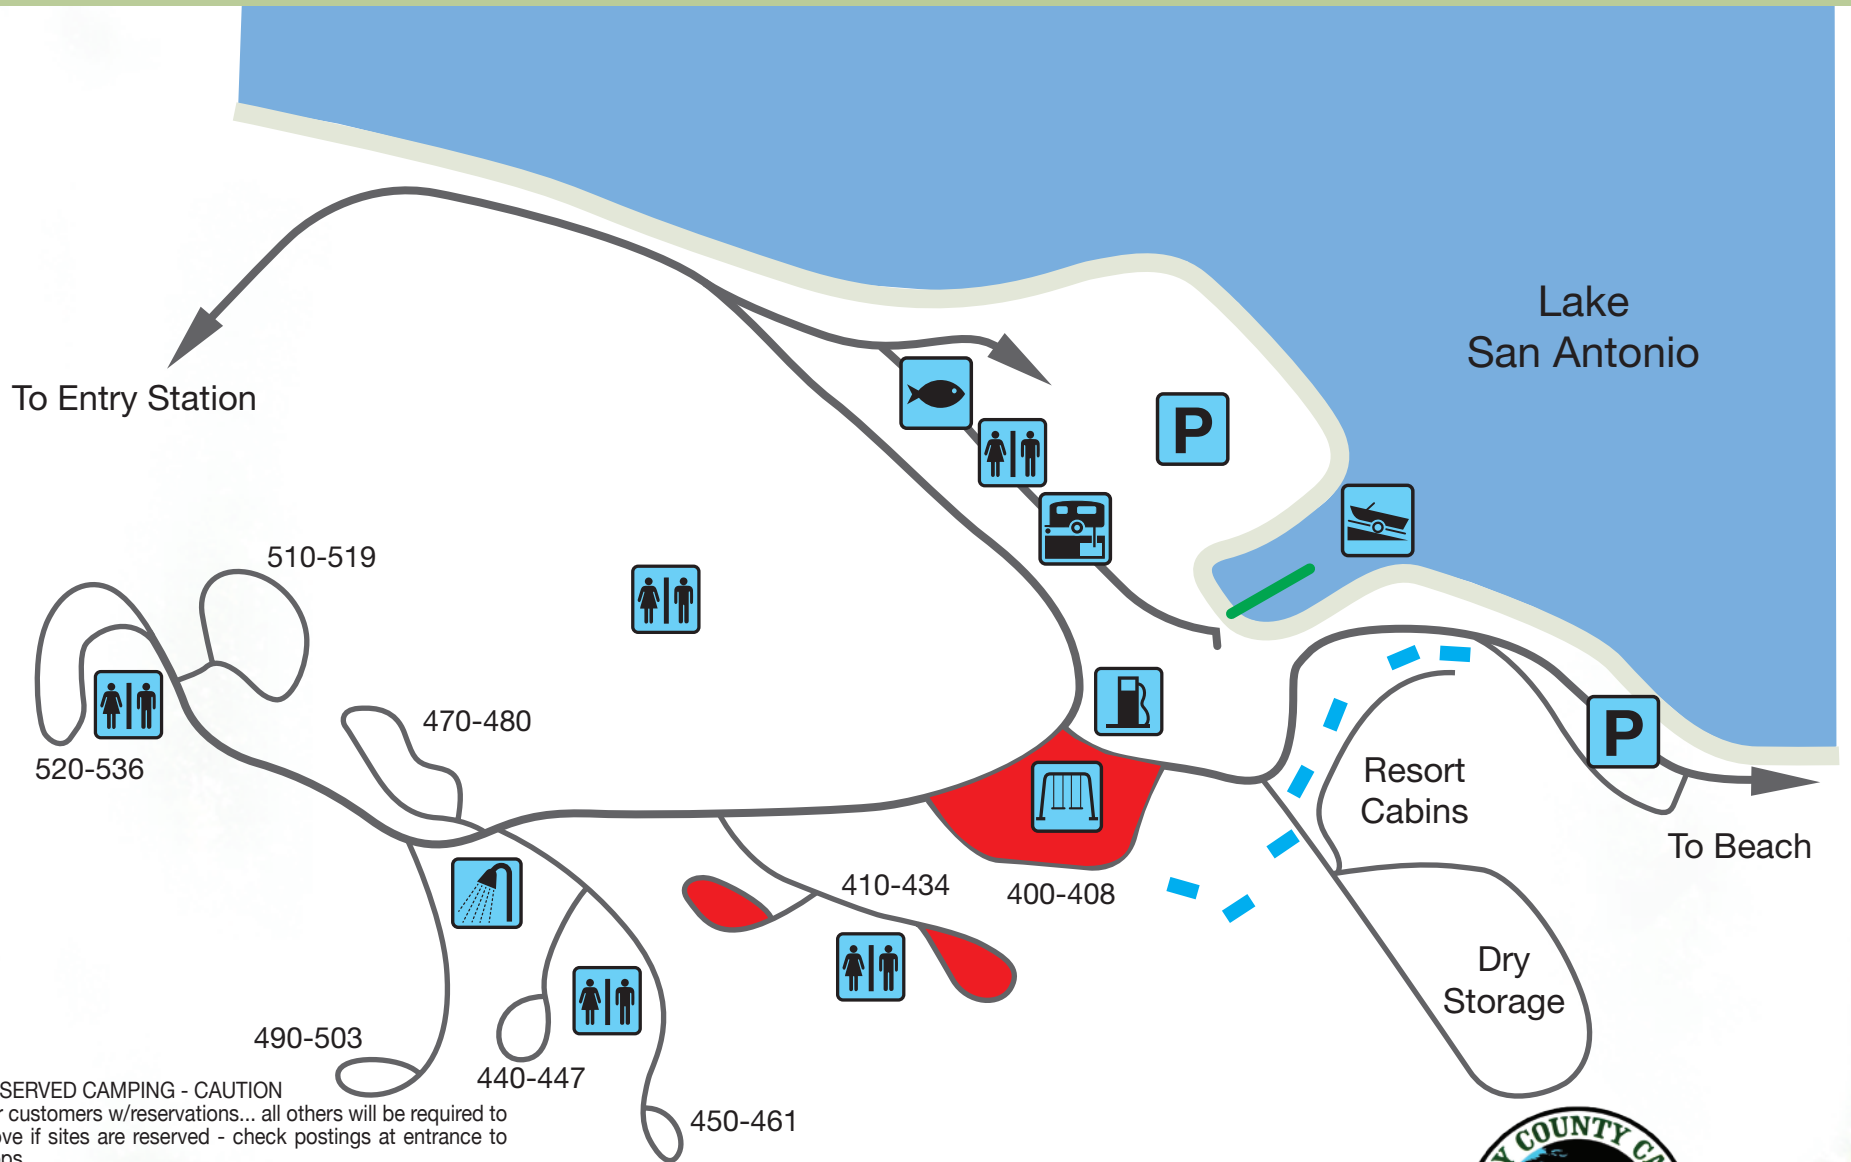 Lake
San Antonio
To Entry Station
P
510-519
470-480
520-536
P
Resort
Cabins
To Beach
410-434
400-408
Dry
Storage
490-503
440-447
450-461
SERVED CAMPING - CAUTION
customers w/reservations... all others will be required to
if sites are reserved - check postings at entrance to
COUNTY